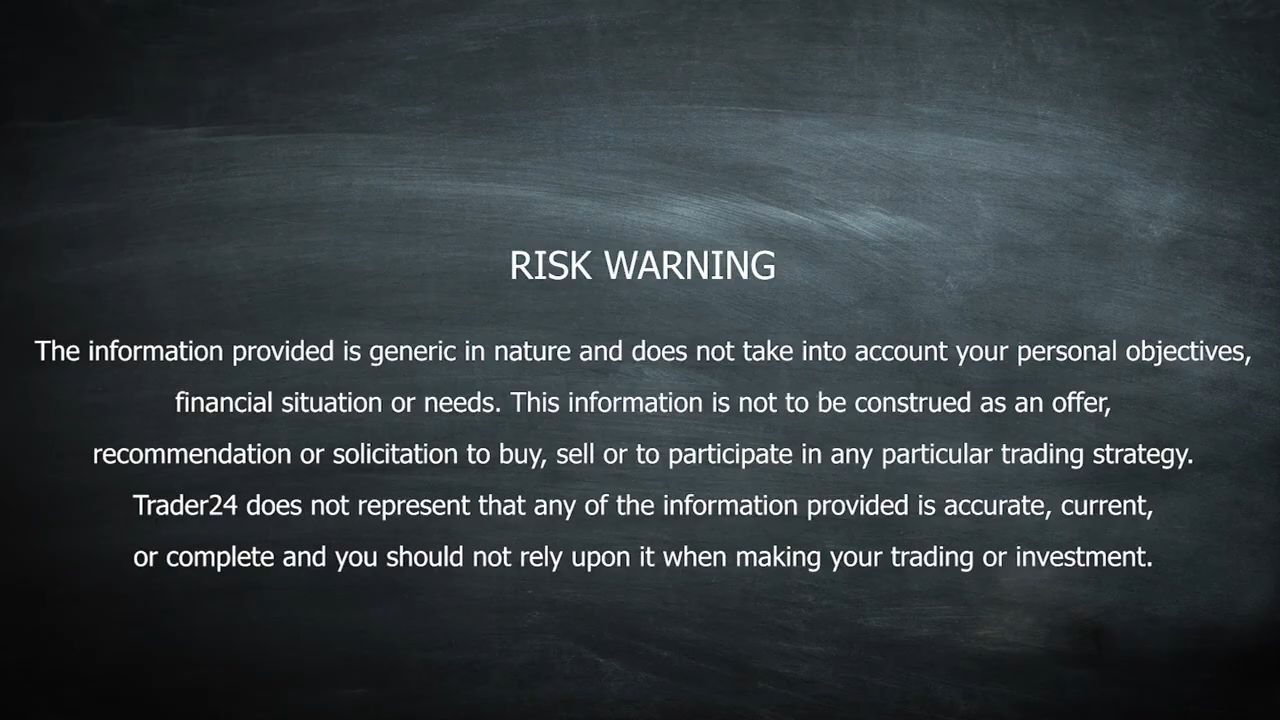 RISK WARNING
The information provided is generic in nature and does not take into account your personal objectives,
financial situation or needs. This information is not to be construed as an offer,
recommendation or solicitation to buy, sell or to participate in any particular trading strategy.
Trader24 does not represent that any of the information provided is accurate, current,
or complete and you should not rely upon it when making your trading or investment.